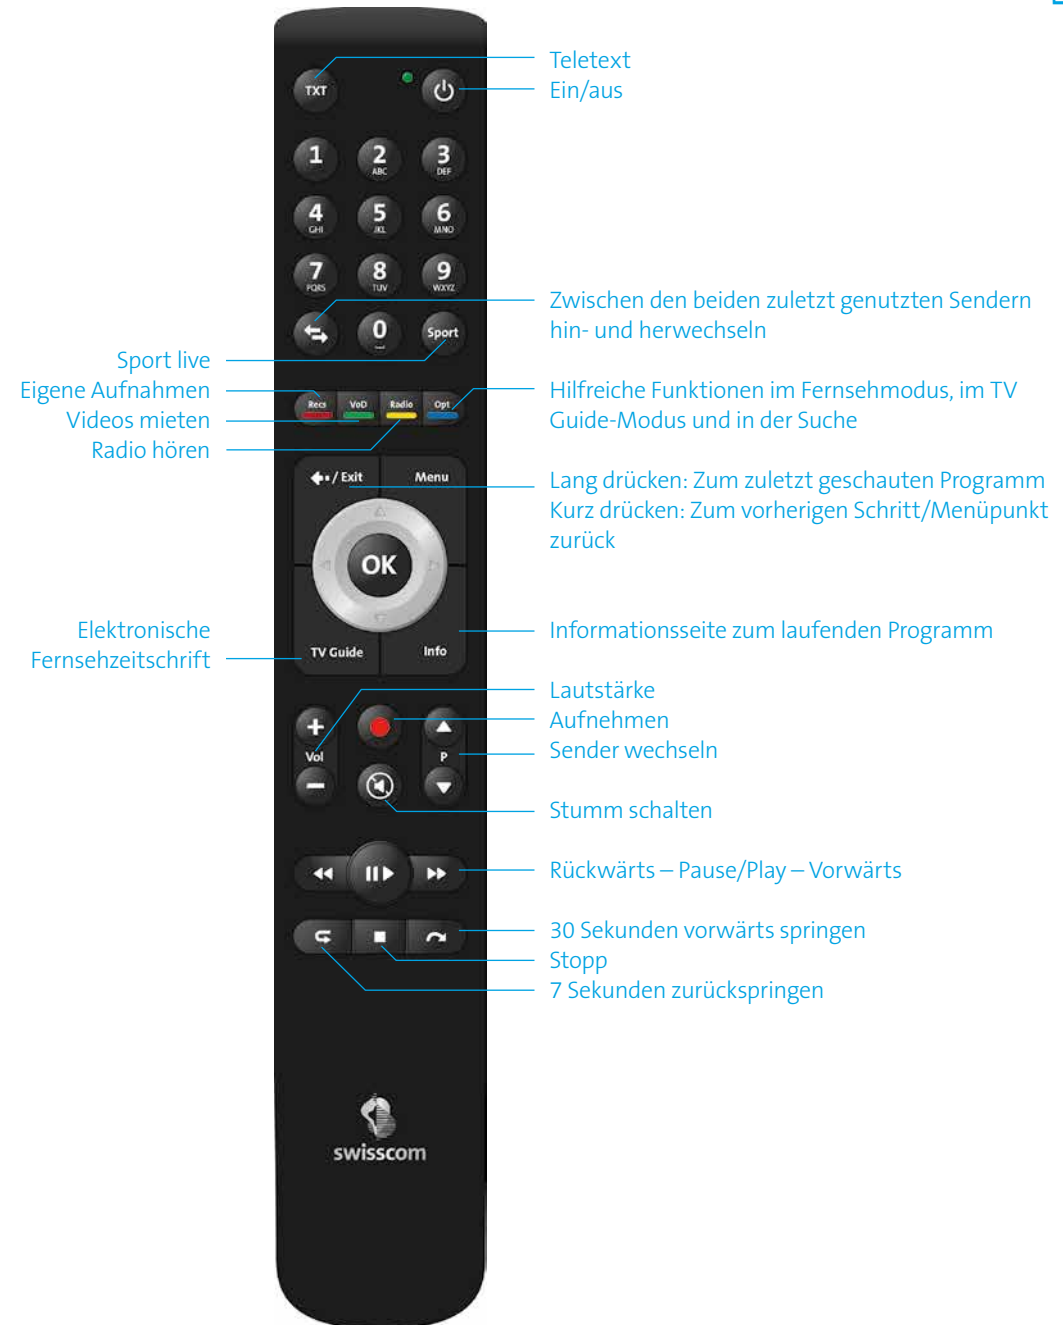 Teletext
Ein/aus
TXT
1
2
ABC
3
DEF
4
GHI
5
JKL
6
MNO
7
PQRS
8
TUV
9
WXYZ
Zwischen den beiden zuletzt genutzten Sendern
hin- und herwechseln
0
Sport
Sport live
Eigene Aufnahmen
Videos mieten
Radio hören
Recs
VoD
Radio
Opt
Hilfreiche Funktionen im Fernsehmodus, im TV
Guide-Modus und in der Suche
/ Exit
Menu
Lang drücken: Zum zuletzt geschauten Programm
Kurz drücken: Zum vorherigen Schritt/Menüpunkt
zurück
OK
Elektronische
Fernsehzeitschrift
TV Guide
Info
Informationsseite zum laufenden Programm
Lautstärke
Aufnehmen
Sender wechseln
+
Vol
−
P
Stumm schalten
Rückwärts – Pause/Play – Vorwärts
30 Sekunden vorwärts springen
Stopp
7 Sekunden zurückspringen
swisscom